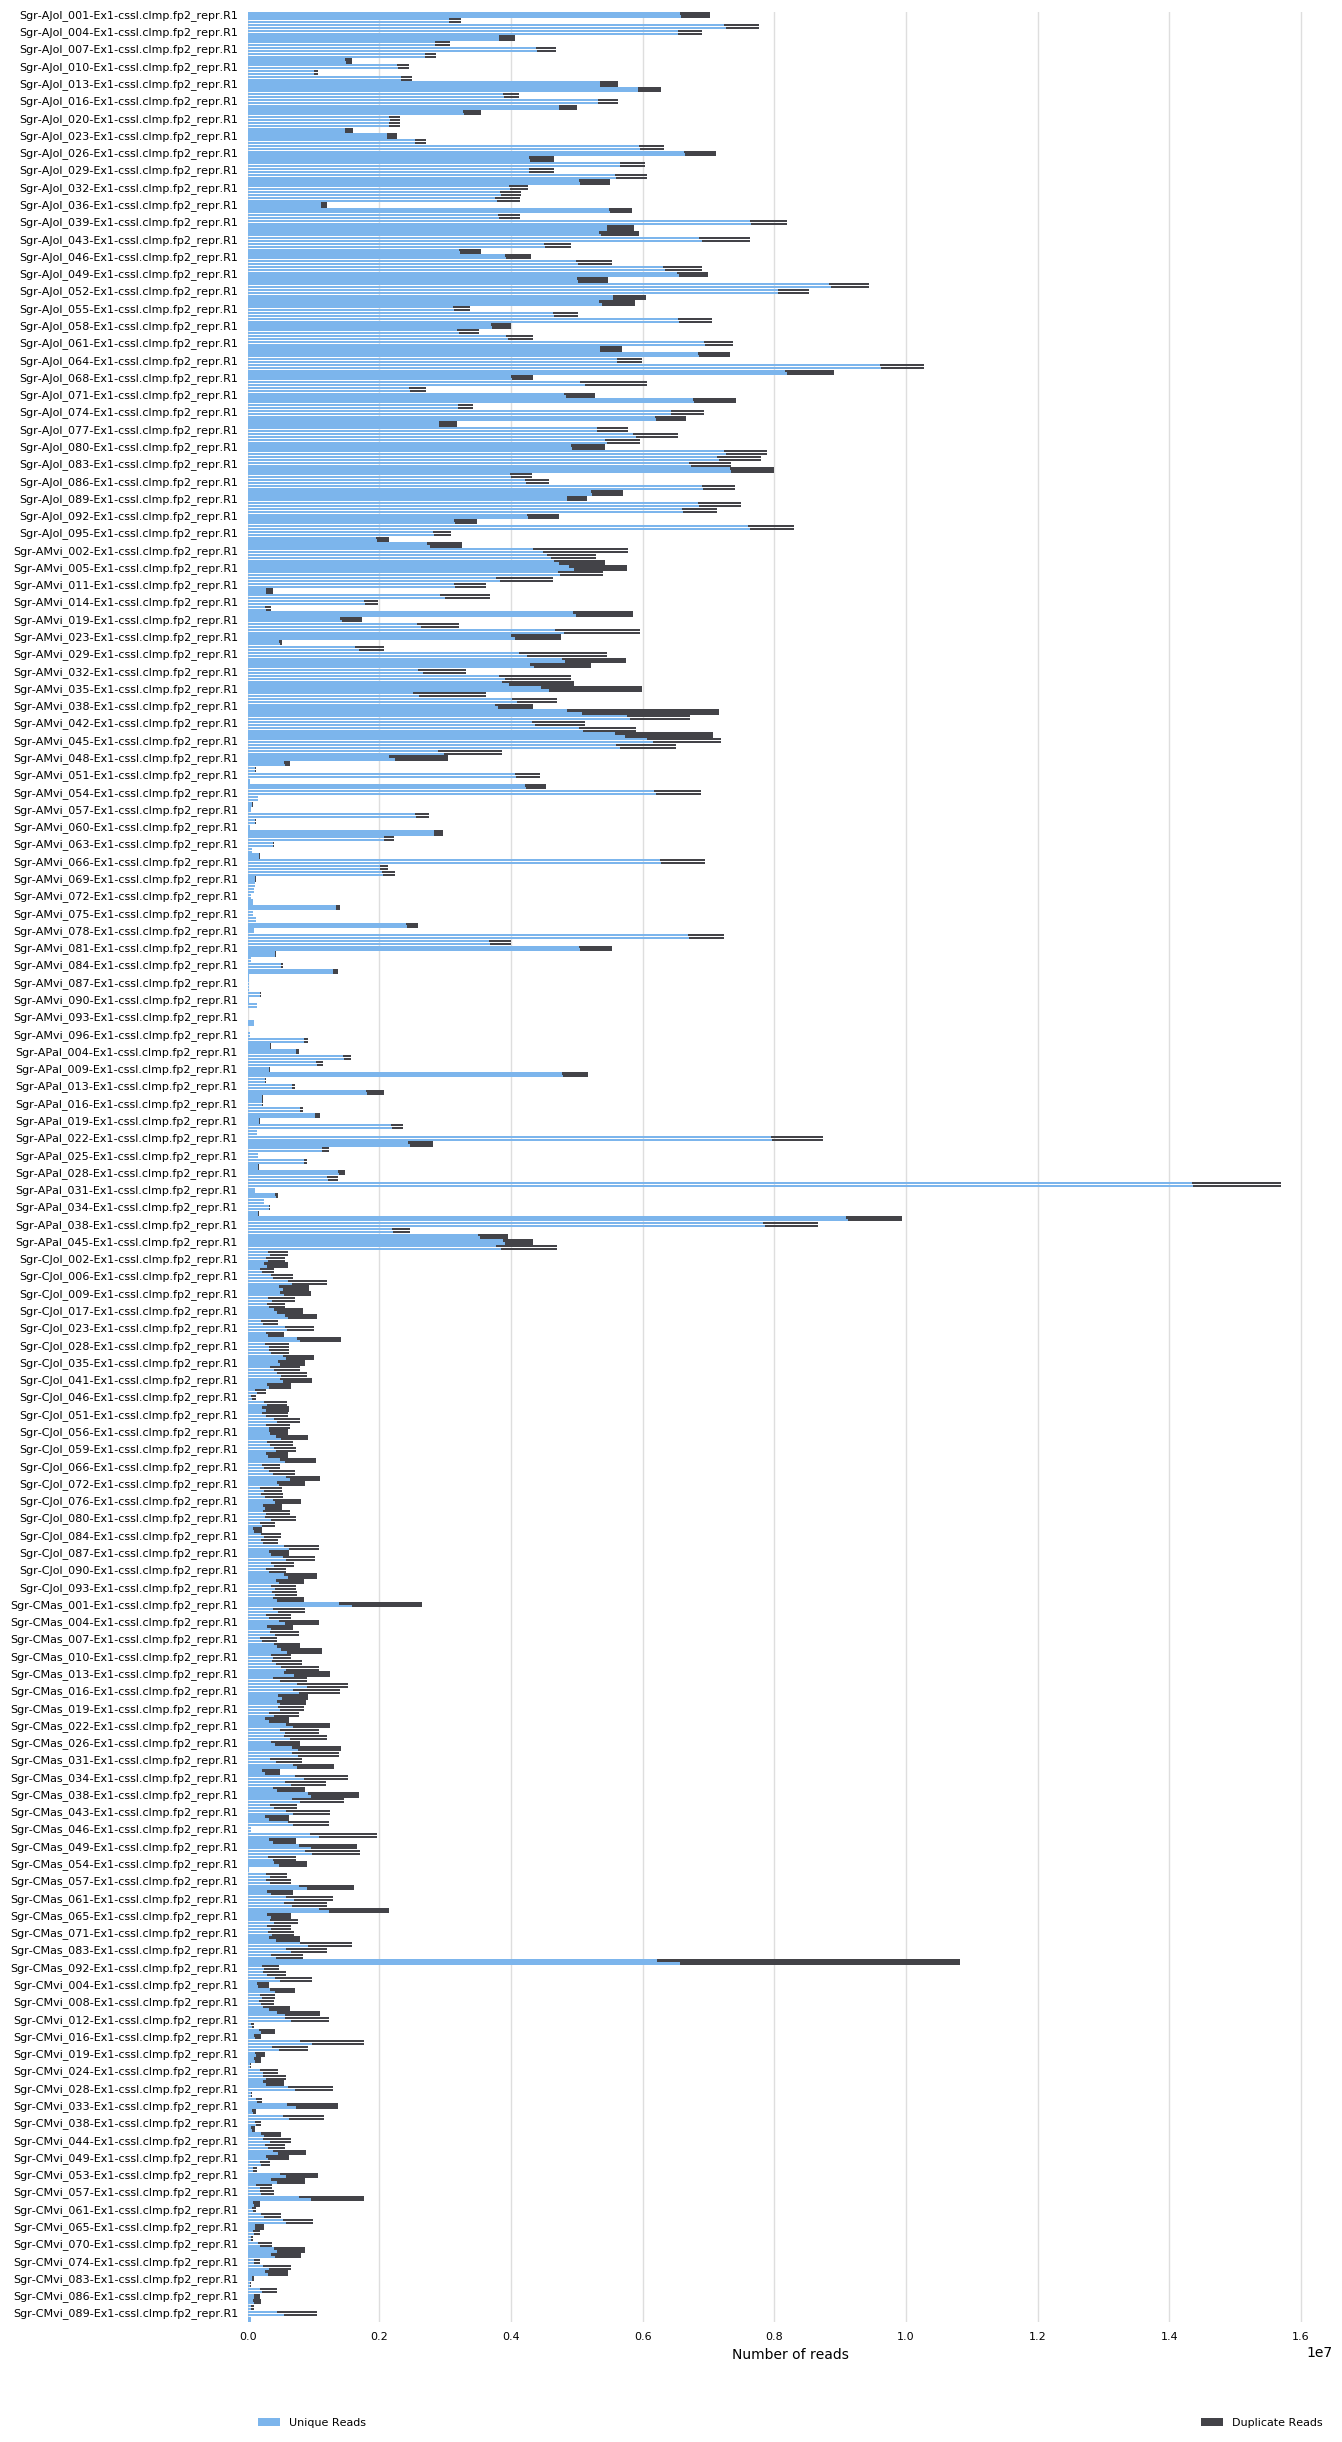 Sgr-AJol_001-Ex1-cssl.clmp.fp2_repr.R1
Sgr-AJol_004-Ex1-cssl.clmp.fp2_repr.R1
Sgr-AJol_007-Ex1-cssl.clmp.fp2_repr.R1
Sgr-AJol_010-Ex1-cssl.clmp.fp2_repr.R1
Sgr-AJol_013-Ex1-cssl.clmp.fp2_repr.R1
Sgr-AJol_016-Ex1-cssl.clmp.fp2_repr.R1
Sgr-AJol_020-Ex1-cssl.clmp.fp2_repr.R1
Sgr-AJol_023-Ex1-cssl.clmp.fp2_repr.R1
Sgr-AJol_026-Ex1-cssl.clmp.fp2_repr.R1
Sgr-AJol_029-Ex1-cssl.clmp.fp2_repr.R1
Sgr-AJol_032-Ex1-cssl.clmp.fp2_repr.R1
Sgr-AJol_036-Ex1-cssl.clmp.fp2_repr.R1
Sgr-AJol_039-Ex1-cssl.clmp.fp2_repr.R1
Sgr-AJol_043-Ex1-cssl.clmp.fp2_repr.R1
Sgr-AJol_046-Ex1-cssl.clmp.fp2_repr.R1
Sgr-AJol_049-Ex1-cssl.clmp.fp2_repr.R1
Sgr-AJol_052-Ex1-cssl.clmp.fp2_repr.R1
Sgr-AJol_055-Ex1-cssl.clmp.fp2_repr.R1
Sgr-AJol_058-Ex1-cssl.clmp.fp2_repr.R1
Sgr-AJol_061-Ex1-cssl.clmp.fp2_repr.R1
Sgr-AJol_064-Ex1-cssl.clmp.fp2_repr.R1
Sgr-AJol_068-Ex1-cssl.clmp.fp2_repr.R1
Sgr-AJol_071-Ex1-cssl.clmp.fp2_repr.R1
Sgr-AJol_074-Ex1-cssl.clmp.fp2_repr.R1
Sgr-AJol_077-Ex1-cssl.clmp.fp2_repr.R1
Sgr-AJol_080-Ex1-cssl.clmp.fp2_repr.R1
Sgr-AJol_083-Ex1-cssl.clmp.fp2_repr.R1
Sgr-AJol_086-Ex1-cssl.clmp.fp2_repr.R1
Sgr-AJol_089-Ex1-cssl.clmp.fp2_repr.R1
Sgr-AJol_092-Ex1-cssl.clmp.fp2_repr.R1
Sgr-AJol_095-Ex1-cssl.clmp.fp2_repr.R1
Sgr-AMvi_002-Ex1-cssl.clmp.fp2_repr.R1
Sgr-AMvi_005-Ex1-cssl.clmp.fp2_repr.R1
Sgr-AMvi_011-Ex1-cssl.clmp.fp2_repr.R1
Sgr-AMvi_014-Ex1-cssl.clmp.fp2_repr.R1
Sgr-AMvi_019-Ex1-cssl.clmp.fp2_repr.R1
Sgr-AMvi_023-Ex1-cssl.clmp.fp2_repr.R1
Sgr-AMvi_029-Ex1-cssl.clmp.fp2_repr.R1
Sgr-AMvi_032-Ex1-cssl.clmp.fp2_repr.R1
Sgr-AMvi_035-Ex1-cssl.clmp.fp2_repr.R1
Sgr-AMvi_038-Ex1-cssl.clmp.fp2_repr.R1
Sgr-AMvi_042-Ex1-cssl.clmp.fp2_repr.R1
Sgr-AMvi_045-Ex1-cssl.clmp.fp2_repr.R1
Sgr-AMvi_048-Ex1-cssl.clmp.fp2_repr.R1
Sgr-AMvi_051-Ex1-cssl.clmp.fp2_repr.R1
Sgr-AMvi_054-Ex1-cssl.clmp.fp2_repr.R1
Sgr-AMvi_057-Ex1-cssl.clmp.fp2_repr.R1
Sgr-AMvi_060-Ex1-cssl.clmp.fp2_repr.R1
Sgr-AMvi_063-Ex1-cssl.clmp.fp2_repr.R1
Sgr-AMvi_066-Ex1-cssl.clmp.fp2_repr.R1
Sgr-AMvi_069-Ex1-cssl.clmp.fp2_repr.R1
Sgr-AMvi_072-Ex1-cssl.clmp.fp2_repr.R1
Sgr-AMvi_075-Ex1-cssl.clmp.fp2_repr.R1
Sgr-AMvi_078-Ex1-cssl.clmp.fp2_repr.R1
Sgr-AMvi_081-Ex1-cssl.clmp.fp2_repr.R1
Sgr-AMvi_084-Ex1-cssl.clmp.fp2_repr.R1
Sgr-AMvi_087-Ex1-cssl.clmp.fp2_repr.R1
Sgr-AMvi_090-Ex1-cssl.clmp.fp2_repr.R1
Sgr-AMvi_093-Ex1-cssl.clmp.fp2_repr.R1
Sgr-AMvi_096-Ex1-cssl.clmp.fp2_repr.R1
Sgr-APal_004-Ex1-cssl.clmp.fp2_repr.R1
Sgr-APal_009-Ex1-cssl.clmp.fp2_repr.R1
Sgr-APal_013-Ex1-cssl.clmp.fp2_repr.R1
Sgr-APal_016-Ex1-cssl.clmp.fp2_repr.R1
Sgr-APal_019-Ex1-cssl.clmp.fp2_repr.R1
Sgr-APal_022-Ex1-cssl.clmp.fp2_repr.R1
Sgr-APal_025-Ex1-cssl.clmp.fp2_repr.R1
Sgr-APal_028-Ex1-cssl.clmp.fp2_repr.R1
Sgr-APal_031-Ex1-cssl.clmp.fp2_repr.R1
Sgr-APal_034-Ex1-cssl.clmp.fp2_repr.R1
Sgr-APal_038-Ex1-cssl.clmp.fp2_repr.R1
Sgr-APal_045-Ex1-cssl.clmp.fp2_repr.R1
Sgr-CJol_002-Ex1-cssl.clmp.fp2_repr.R1
Sgr-CJol_006-Ex1-cssl.clmp.fp2_repr.R1
Sgr-CJol_009-Ex1-cssl.clmp.fp2_repr.R1
Sgr-CJol_017-Ex1-cssl.clmp.fp2_repr.R1
Sgr-CJol_023-Ex1-cssl.clmp.fp2_repr.R1
Sgr-CJol_028-Ex1-cssl.clmp.fp2_repr.R1
Sgr-CJol_035-Ex1-cssl.clmp.fp2_repr.R1
Sgr-CJol_041-Ex1-cssl.clmp.fp2_repr.R1
Sgr-CJol_046-Ex1-cssl.clmp.fp2_repr.R1
Sgr-CJol_051-Ex1-cssl.clmp.fp2_repr.R1
Sgr-CJol_056-Ex1-cssl.clmp.fp2_repr.R1
Sgr-CJol_059-Ex1-cssl.clmp.fp2_repr.R1
Sgr-CJol_066-Ex1-cssl.clmp.fp2_repr.R1
Sgr-CJol_072-Ex1-cssl.clmp.fp2_repr.R1
Sgr-CJol_076-Ex1-cssl.clmp.fp2_repr.R1
Sgr-CJol_080-Ex1-cssl.clmp.fp2_repr.R1
Sgr-CJol_084-Ex1-cssl.clmp.fp2_repr.R1
Sgr-CJol_087-Ex1-cssl.clmp.fp2_repr.R1
Sgr-CJol_090-Ex1-cssl.clmp.fp2_repr.R1
Sgr-CJol_093-Ex1-cssl.clmp.fp2_repr.R1
Sgr-CMas_001-Ex1-cssl.clmp.fp2_repr.R1
Sgr-CMas_004-Ex1-cssl.clmp.fp2_repr.R1
Sgr-CMas_007-Ex1-cssl.clmp.fp2_repr.R1
Sgr-CMas_010-Ex1-cssl.clmp.fp2_repr.R1
Sgr-CMas_013-Ex1-cssl.clmp.fp2_repr.R1
Sgr-CMas_016-Ex1-cssl.clmp.fp2_repr.R1
Sgr-CMas_019-Ex1-cssl.clmp.fp2_repr.R1
Sgr-CMas_022-Ex1-cssl.clmp.fp2_repr.R1
Sgr-CMas_026-Ex1-cssl.clmp.fp2_repr.R1
Sgr-CMas_031-Ex1-cssl.clmp.fp2_repr.R1
Sgr-CMas_034-Ex1-cssl.clmp.fp2_repr.R1
Sgr-CMas_038-Ex1-cssl.clmp.fp2_repr.R1
Sgr-CMas_043-Ex1-cssl.clmp.fp2_repr.R1
Sgr-CMas_046-Ex1-cssl.clmp.fp2_repr.R1
Sgr-CMas_049-Ex1-cssl.clmp.fp2_repr.R1
Sgr-CMas_054-Ex1-cssl.clmp.fp2_repr.R1
Sgr-CMas_057-Ex1-cssl.clmp.fp2_repr.R1
Sgr-CMas_061-Ex1-cssl.clmp.fp2_repr.R1
Sgr-CMas_065-Ex1-cssl.clmp.fp2_repr.R1
Sgr-CMas_071-Ex1-cssl.clmp.fp2_repr.R1
Sgr-CMas_083-Ex1-cssl.clmp.fp2_repr.R1
Sgr-CMas_092-Ex1-cssl.clmp.fp2_repr.R1
Sgr-CMvi_004-Ex1-cssl.clmp.fp2_repr.R1
Sgr-CMvi_008-Ex1-cssl.clmp.fp2_repr.R1
Sgr-CMvi_012-Ex1-cssl.clmp.fp2_repr.R1
Sgr-CMvi_016-Ex1-cssl.clmp.fp2_repr.R1
Sgr-CMvi_019-Ex1-cssl.clmp.fp2_repr.R1
Sgr-CMvi_024-Ex1-cssl.clmp.fp2_repr.R1
Sgr-CMvi_028-Ex1-cssl.clmp.fp2_repr.R1
Sgr-CMvi_033-Ex1-cssl.clmp.fp2_repr.R1
Sgr-CMvi_038-Ex1-cssl.clmp.fp2_repr.R1
Sgr-CMvi_044-Ex1-cssl.clmp.fp2_repr.R1
Sgr-CMvi_049-Ex1-cssl.clmp.fp2_repr.R1
Sgr-CMvi_053-Ex1-cssl.clmp.fp2_repr.R1
Sgr-CMvi_057-Ex1-cssl.clmp.fp2_repr.R1
Sgr-CMvi_061-Ex1-cssl.clmp.fp2_repr.R1
Sgr-CMvi_065-Ex1-cssl.clmp.fp2_repr.R1
Sgr-CMvi_070-Ex1-cssl.clmp.fp2_repr.R1
Sgr-CMvi_074-Ex1-cssl.clmp.fp2_repr.R1
Sgr-CMvi_083-Ex1-cssl.clmp.fp2_repr.R1
Sgr-CMvi_086-Ex1-cssl.clmp.fp2_repr.R1
Sgr-CMvi_089-Ex1-cssl.clmp.fp2_repr.R1
0.0 0.2 0.4 0.6 0.8 1.0 1.2 1.4 1.6
Number of reads
1e7
Unique Reads Duplicate Reads